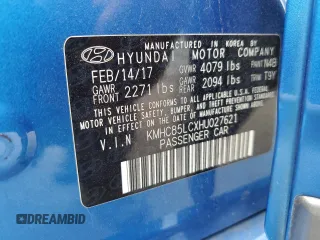 MANUFACTURED IN KOREA BY
HYUNDAI MOTOR COMPANY
FEB/14/17 GVWR 4079 lbs PAINT N4B
GAWR FRONT 2271 lbs GAWR REAR 2094 lbs TRIM T9Y
THIS VEHICLE CONFORMS TO ALL APPLICABLE
FEDERAL MOTOR VEHICLE SAFETY,
BUMPER, AND THEFT PREVENTION STANDARDS
IN EFFECT ON THE DATE OF
MANUFACTURE SHOWN ABOVE.
V.I.N KMHC85LCXHU027621
PASSENGER CAR
© DREAMBID